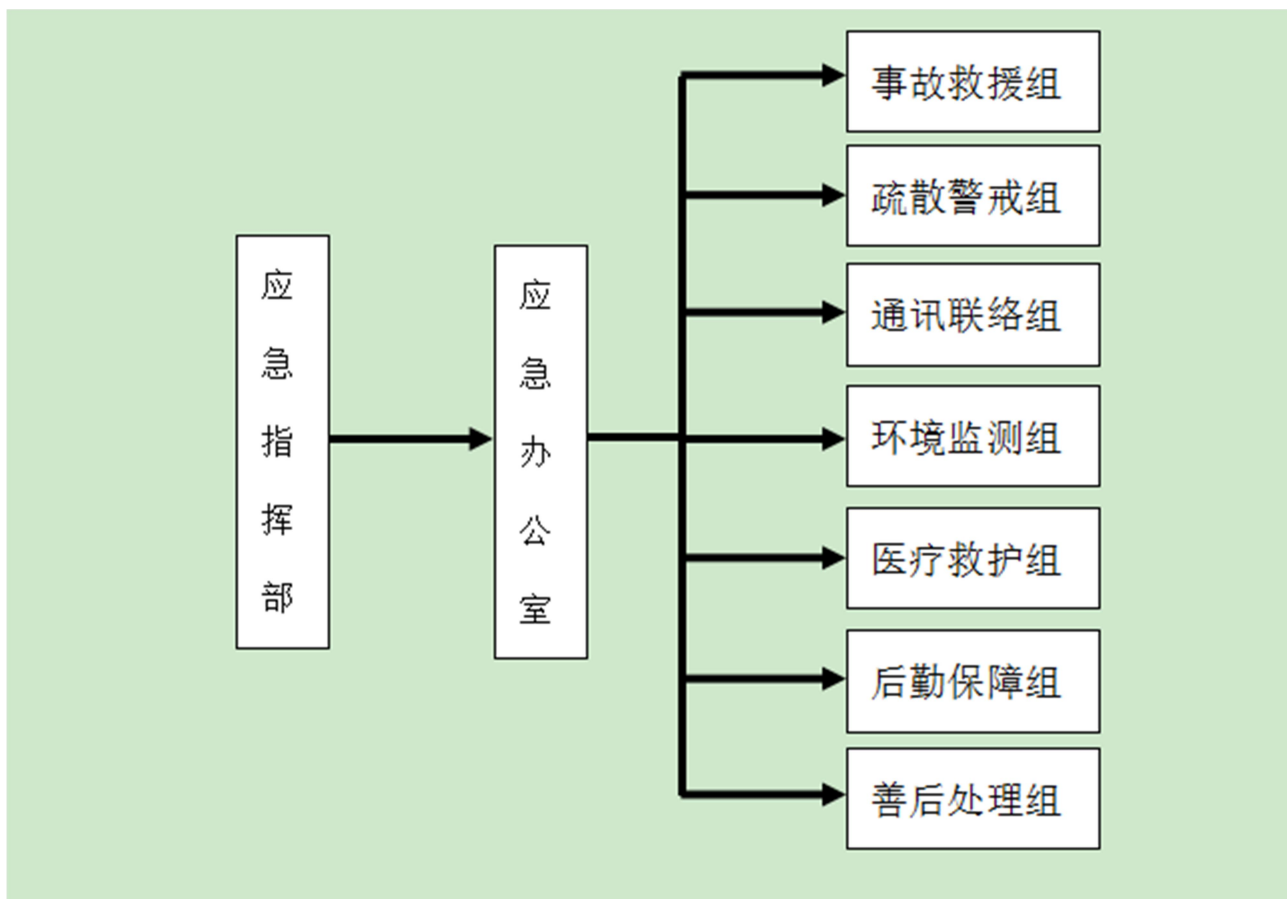 应急指挥部
应急办公室
事故救援组
疏散警戒组
通讯联络组
环境监测组
医疗救护组
后勤保障组
善后处理组